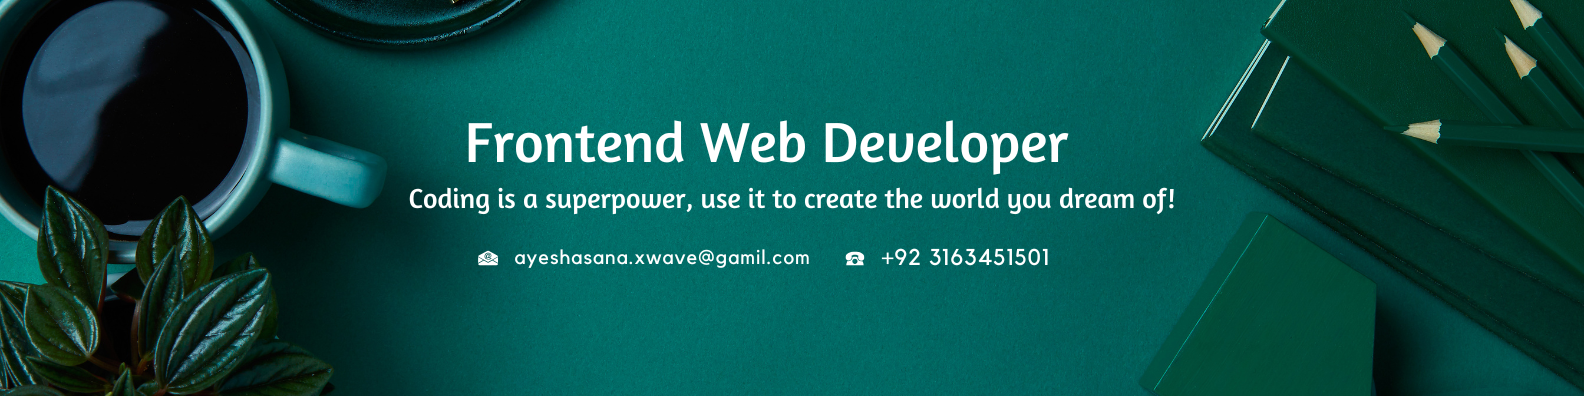 Frontend Web Developer
Coding is a superpower, use it to create the world you dream of!
ayeshasana.xwave@gamil.com +92 3163451501